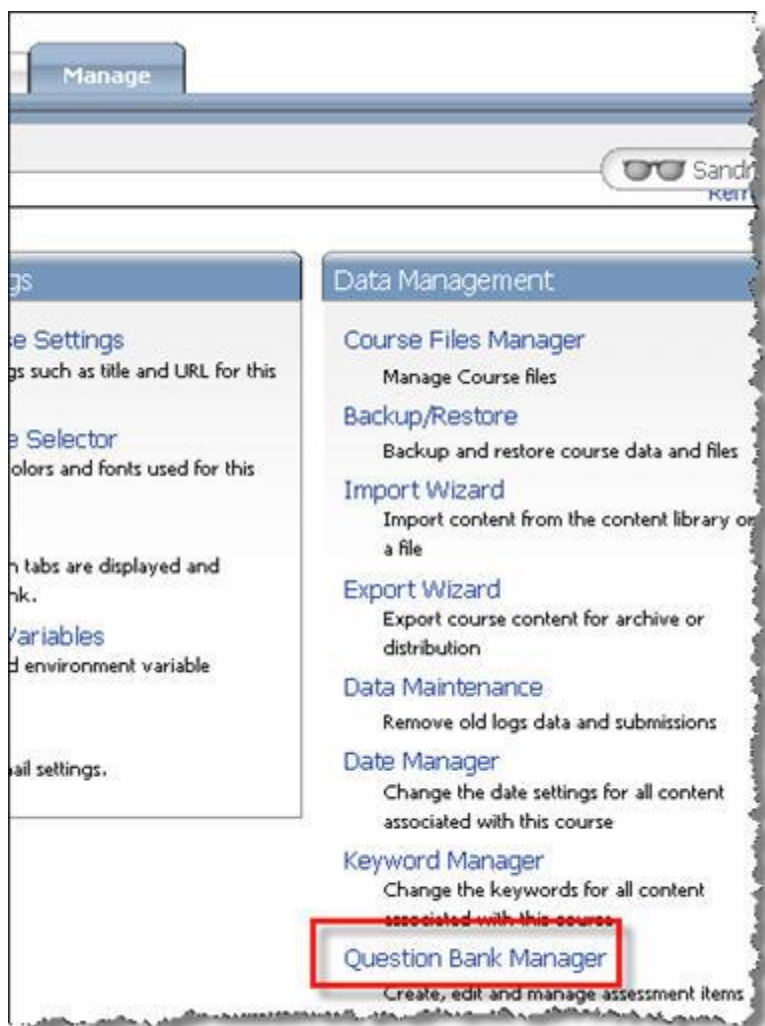 Manage
Sandr
gs
e Settings
gs such as title and URL for this
e Selector
olors and fonts used for this
n tabs are displayed and
nk.
Variables
d environment variable
ail settings.
Data Management
Course Files Manager
Manage Course files
Backup/Restore
Backup and restore course data and files
Import Wizard
Import content from the content library or
a file
Export Wizard
Export course content for archive or
distribution
Data Maintenance
Remove old logs data and submissions
Date Manager
Change the date settings for all content
associated with this course
Keyword Manager
Change the keywords for all content
associated with this course
Question Bank Manager
Create, edit and manage assessment items